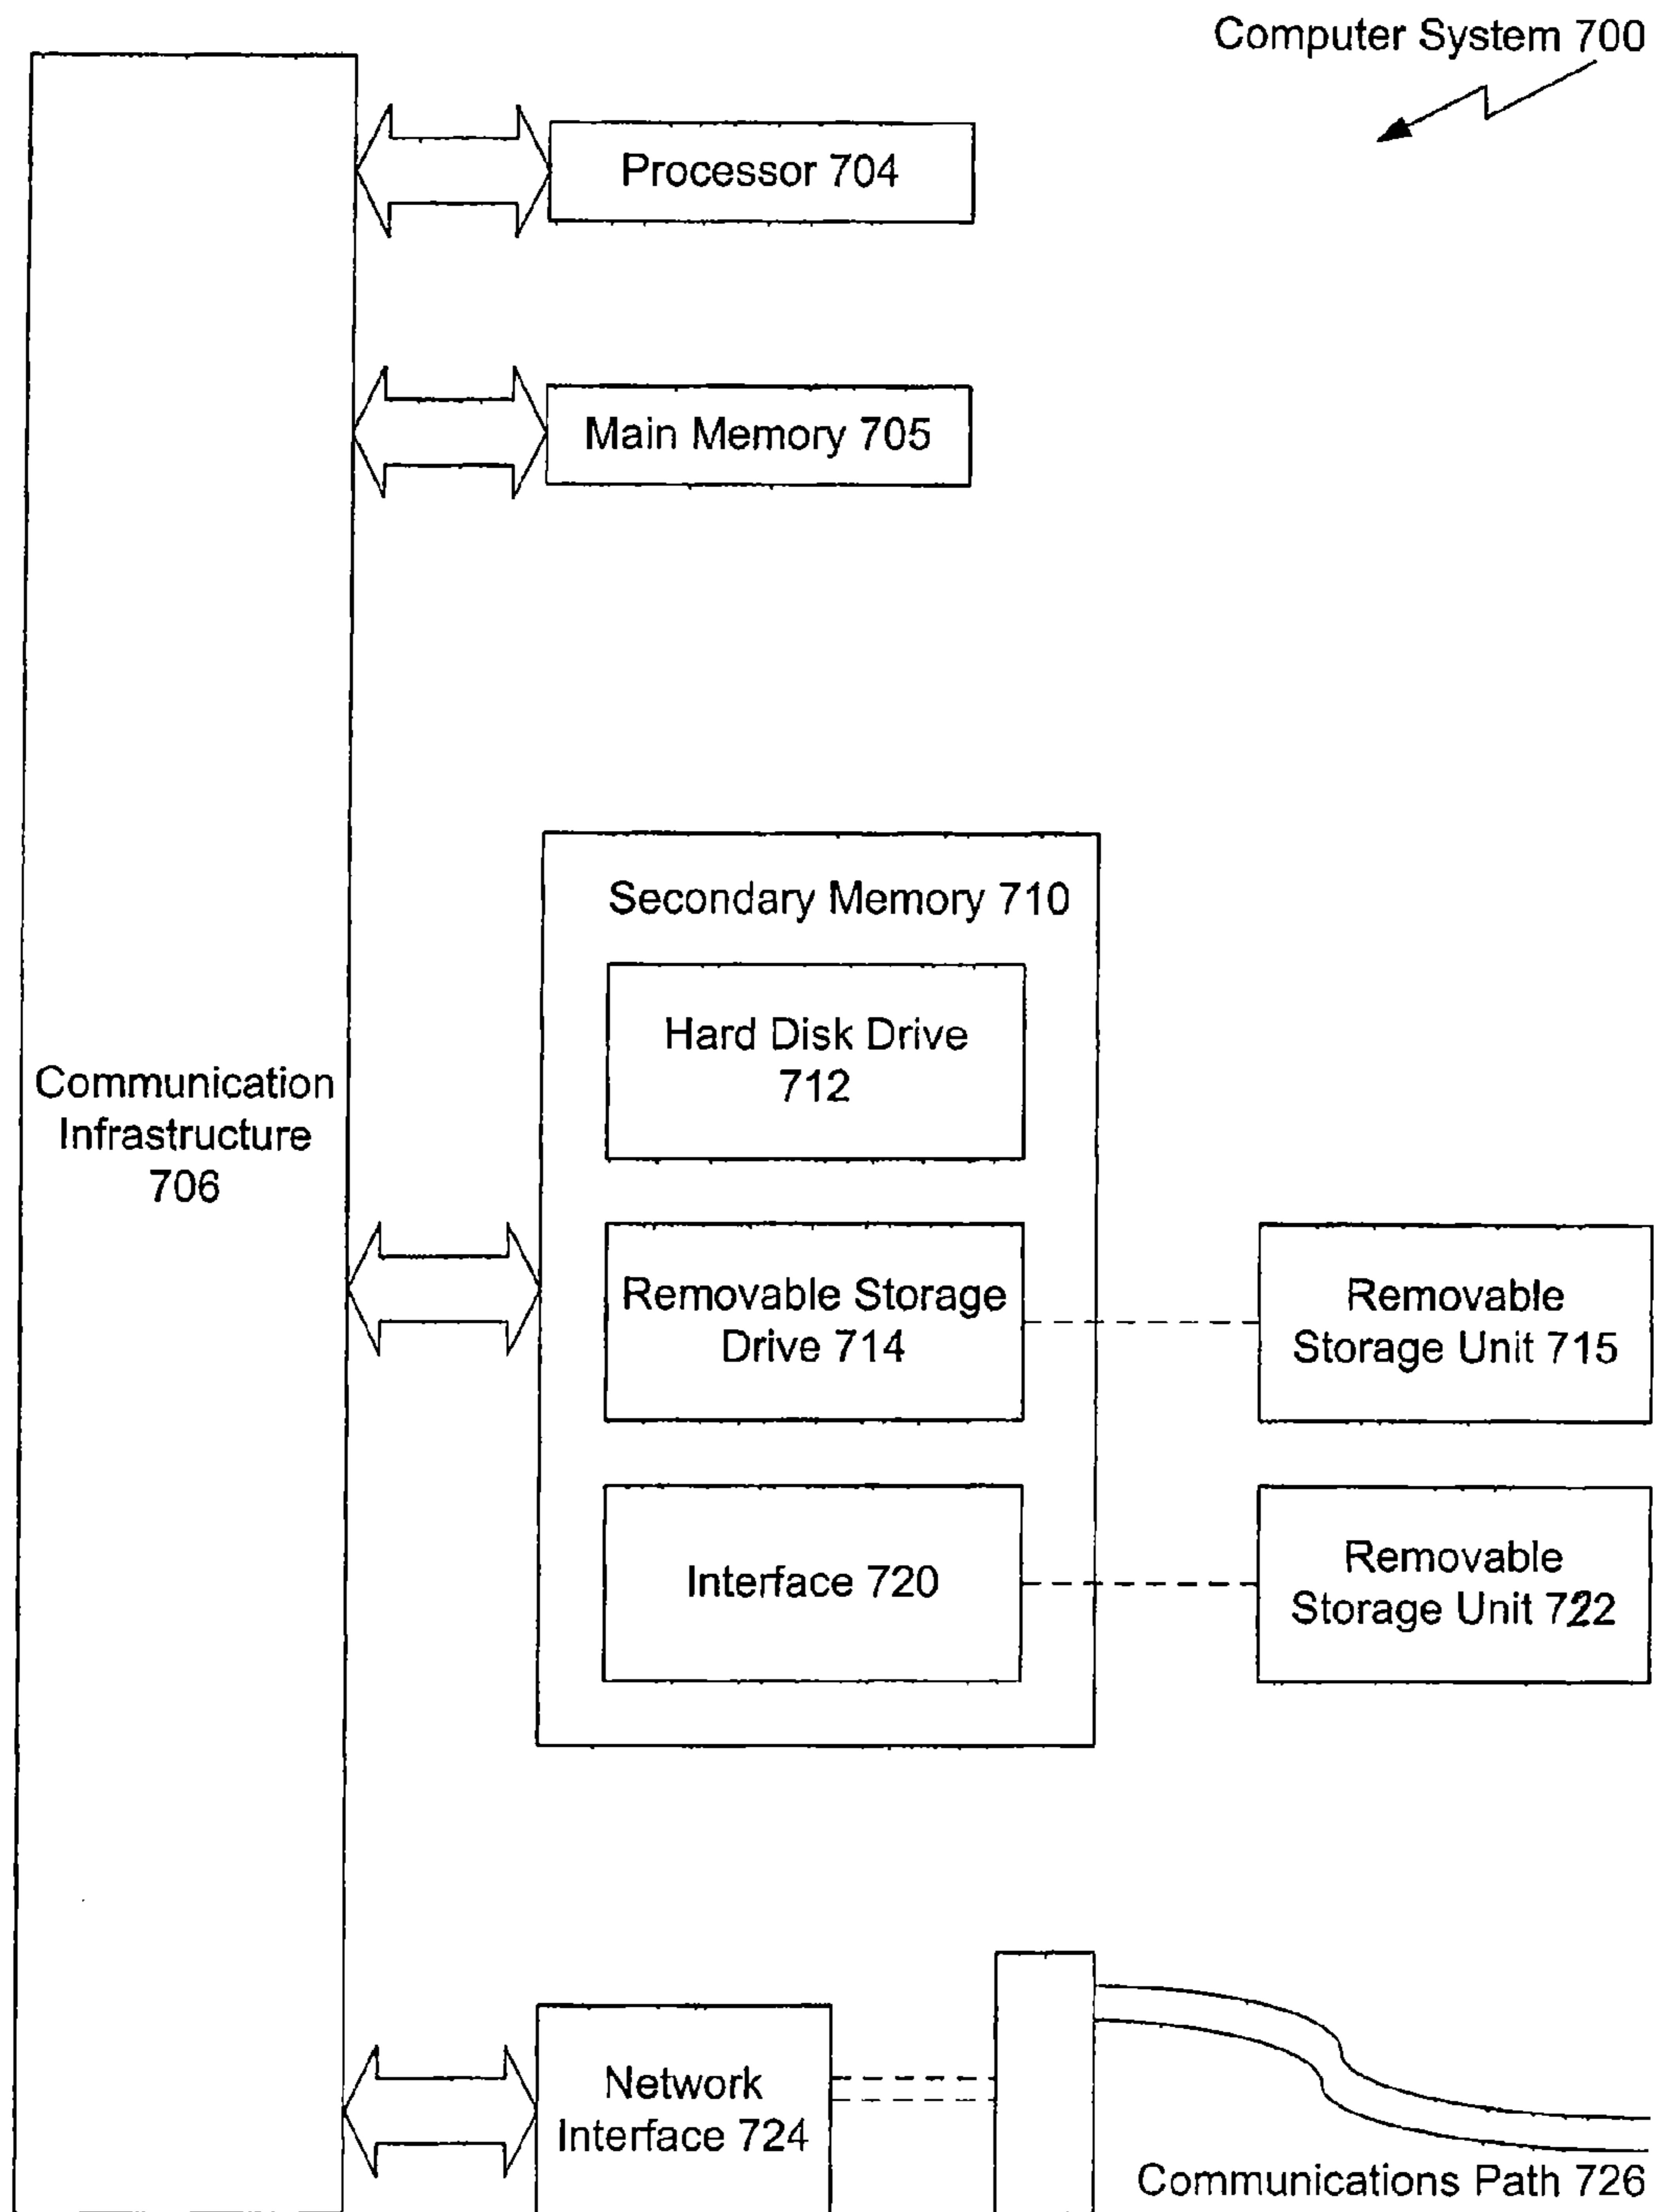 Computer System 700
Processor 704
Main Memory 705
Secondary Memory 710
Hard Disk Drive
712
Communication
Infrastructure
706
Removable Storage
Drive 714
Removable
Storage Unit 715
Interface 720
Removable
Storage Unit 722
Network
Interface 724
Communications Path 726